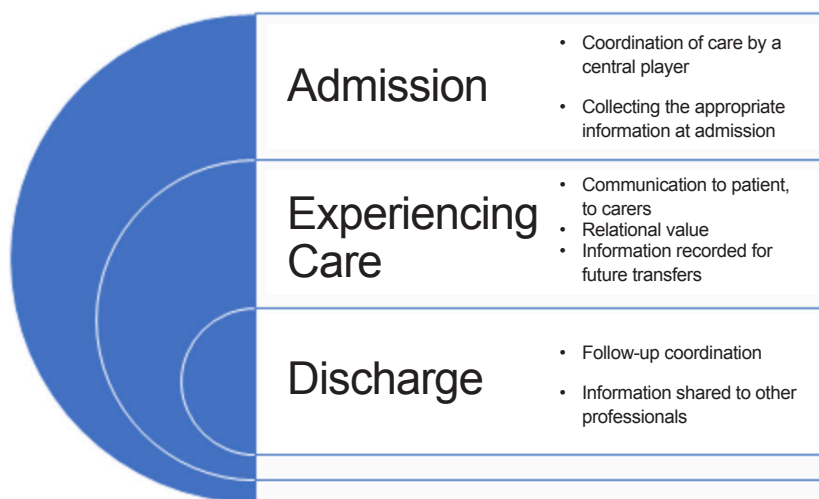 Admission
• Coordination of care by a
central player
• Collecting the appropriate
information at admission
Experiencing
Care
• Communication to patient,
to carers
• Relational value
• Information recorded for
future transfers
Discharge
• Follow-up coordination
• Information shared to other
professionals